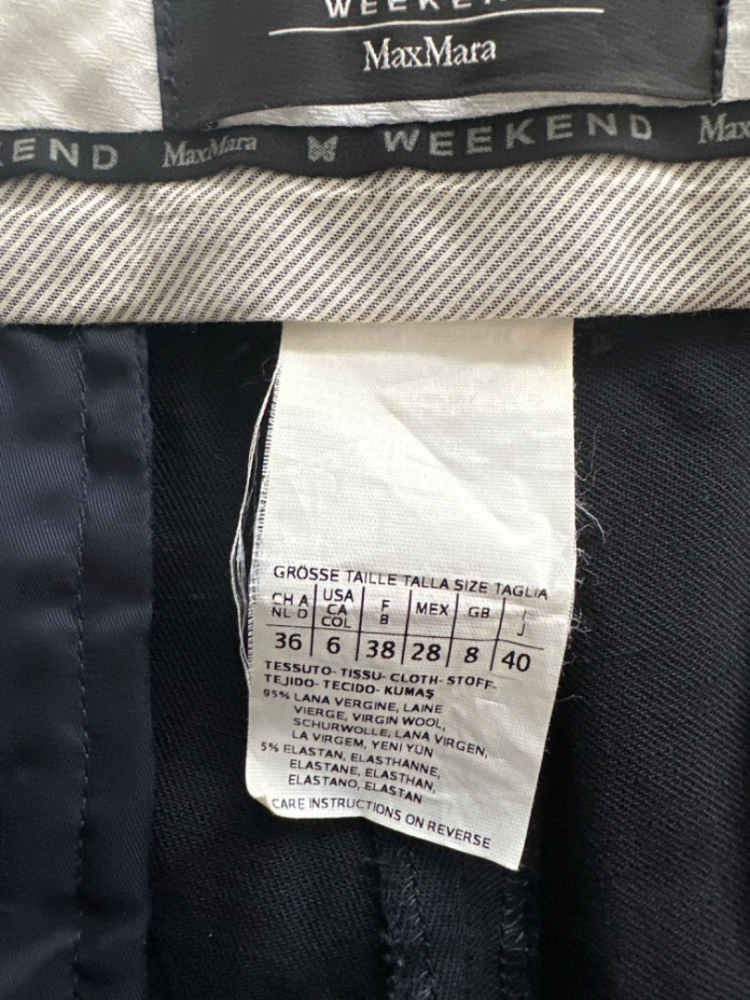 WEEKEND
MaxMara
END MaxMara WEEKEND Max
GRÖSSE TAILLE TALLA SIZE TAGLIA
CH A NL D | USA CA COL | F B | MEX | GB | I J
36 | 6 | 38 | 28 | 8 | 40
TESSUTO-TISSU-CLOTH-STOFF-
TEJIDO-TECIDO-KUMAŞ
95% LANA VERGINE, LAINE
VIERGE, VIRGIN WOOL,
SCHURWOLLE, LANA VIRGEN,
LA VIRGEM, YENI YÜN
5% ELASTAN, ELASTHANNE,
ELASTANE, ELASTHAN,
ELASTANO, ELASTAN
CARE INSTRUCTIONS ON REVERSE